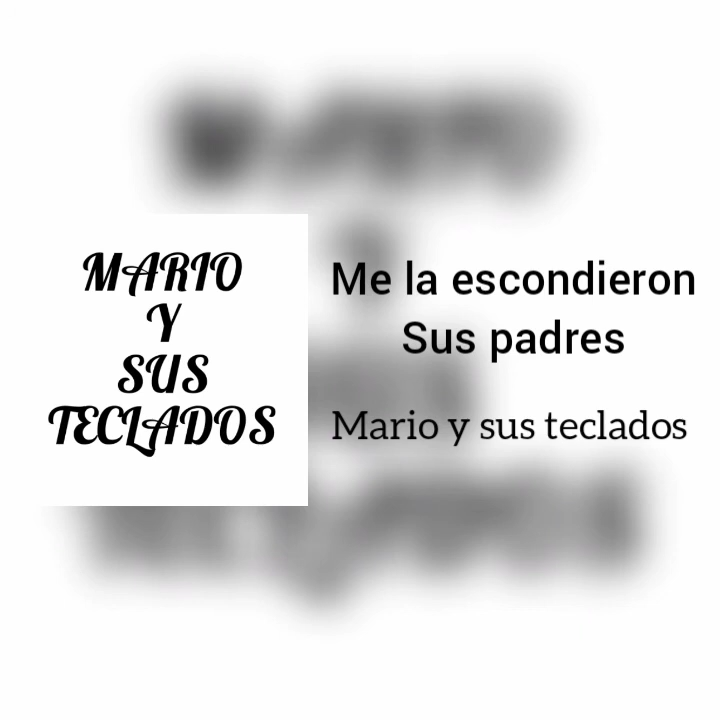 MARIO
Y
SUS
TECLADOS
Me la escondieron
Sus padres
Mario y sus teclados